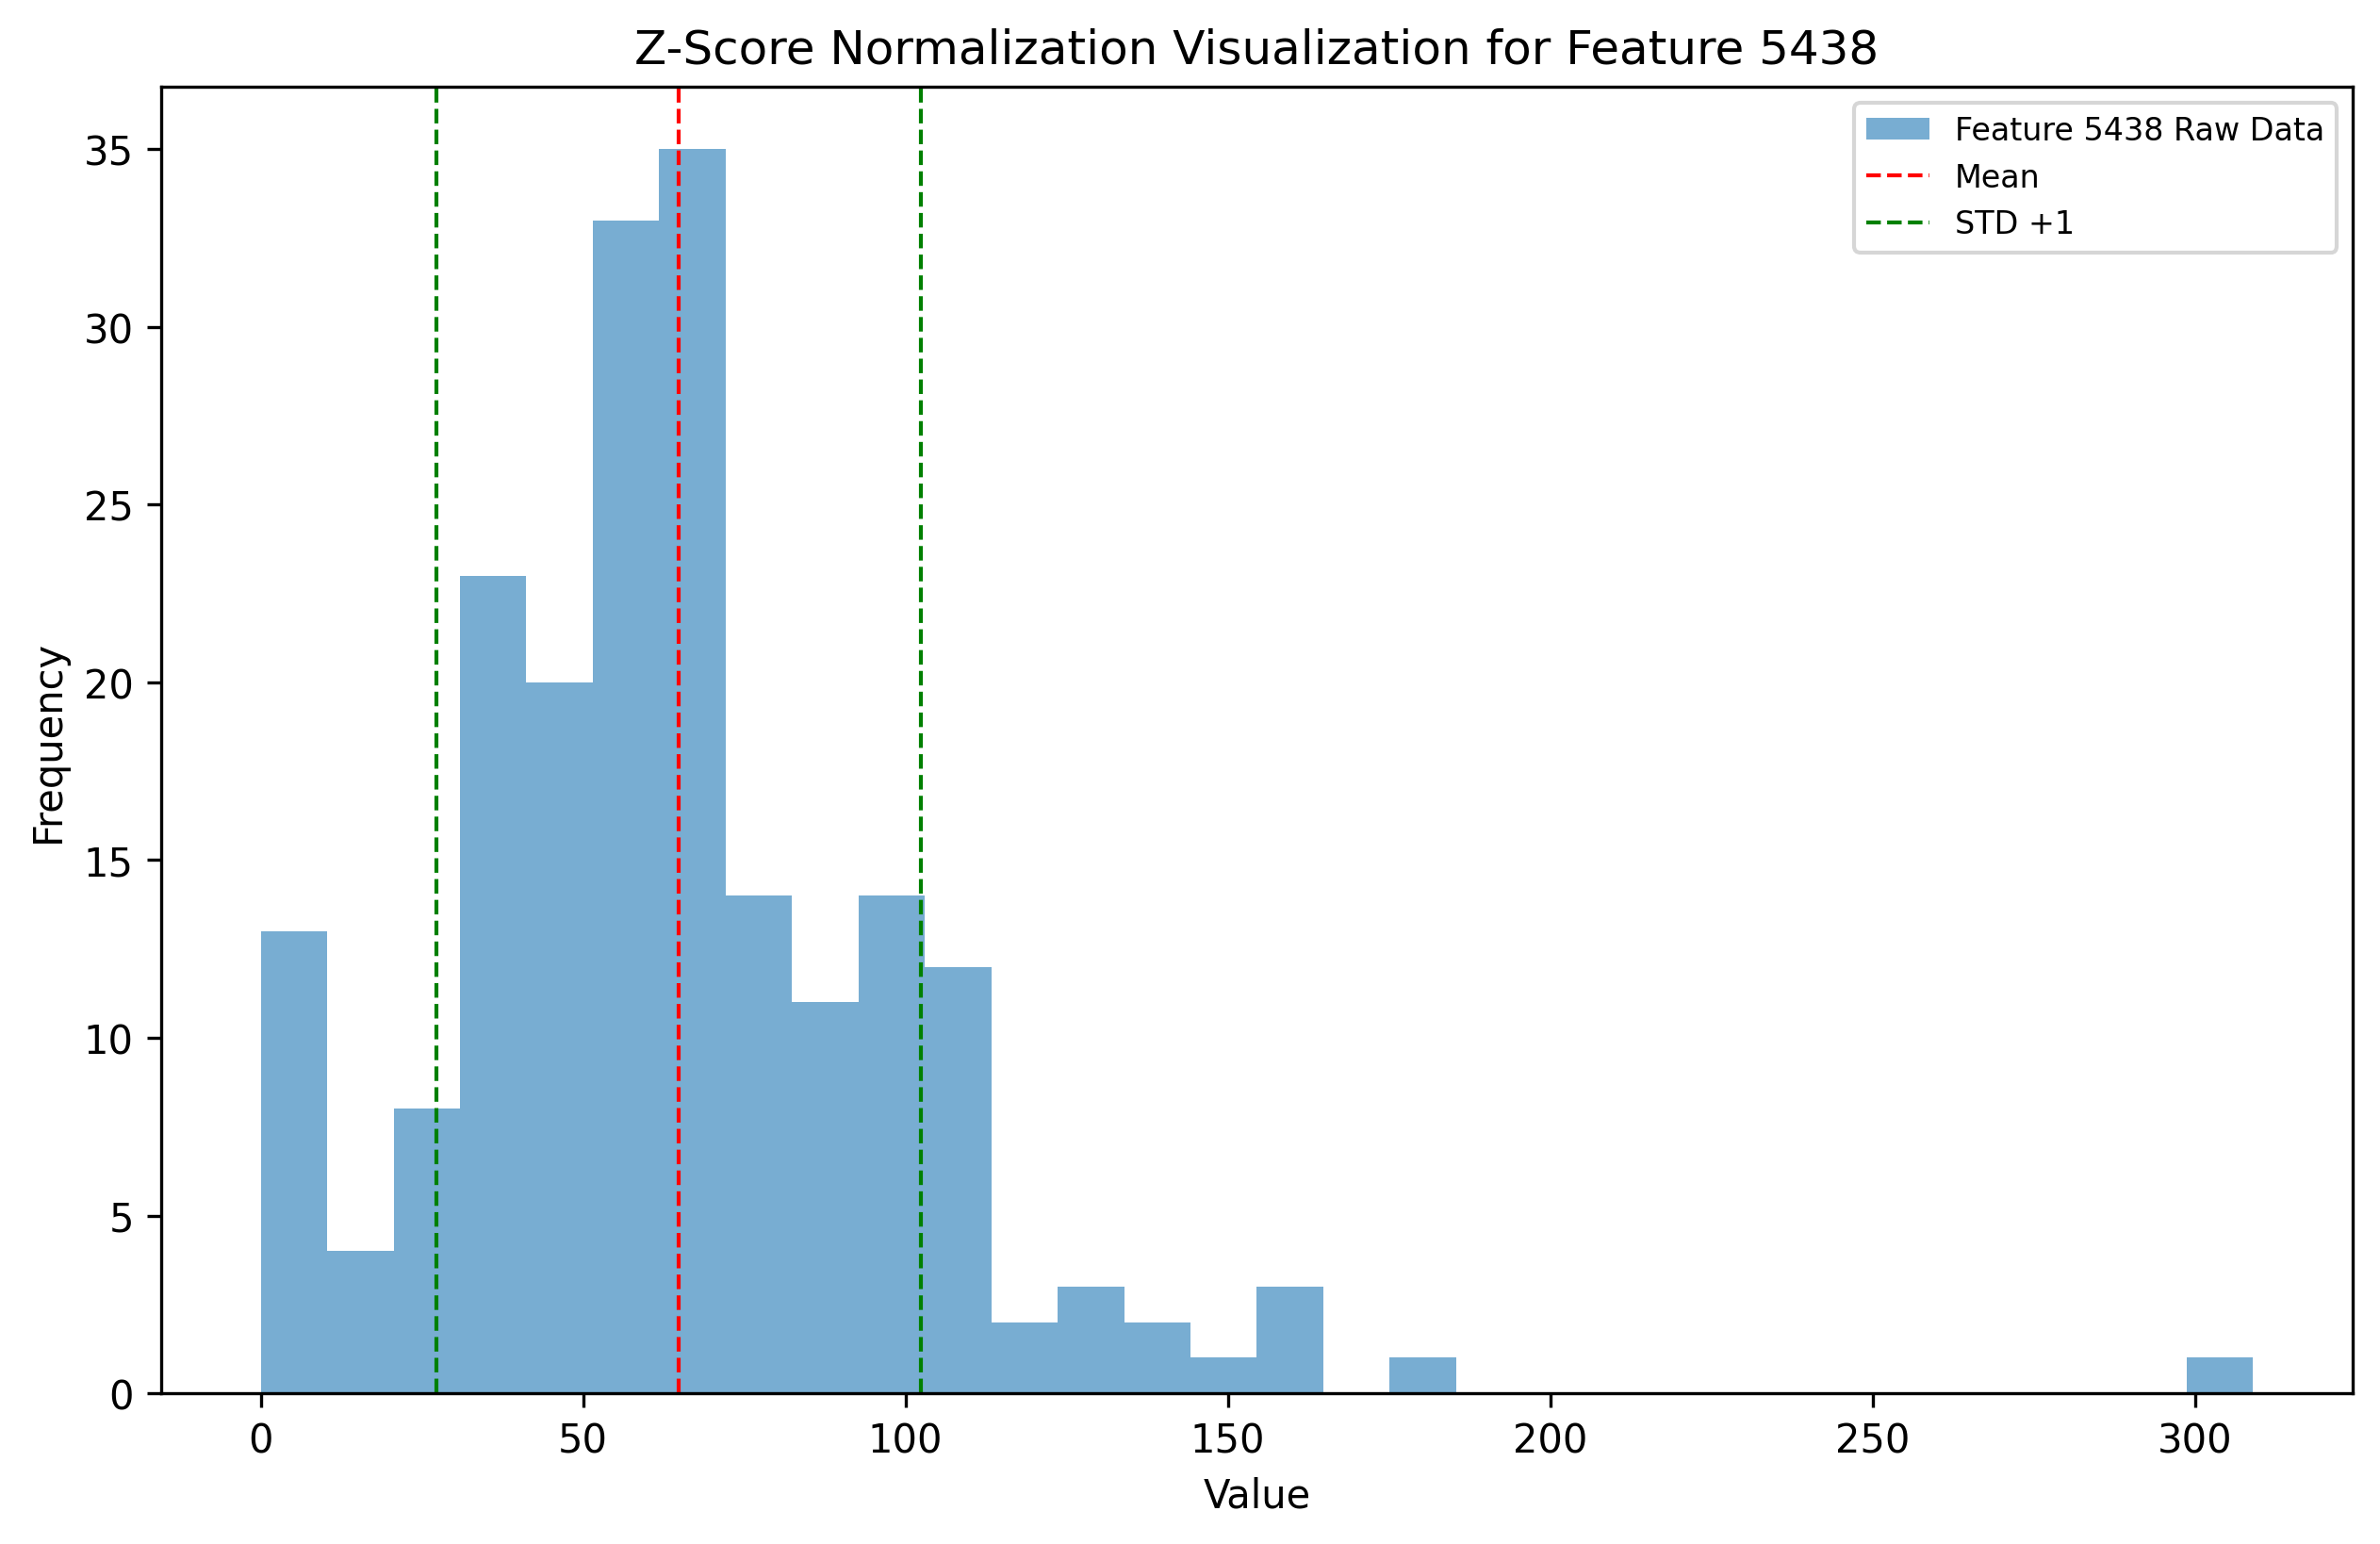 Z-Score Normalization Visualization for Feature 5438
Feature 5438 Raw Data
Mean
STD +1
Frequency
35
30
25
20
15
10
5
0
0 50 100 150 200 250 300
Value